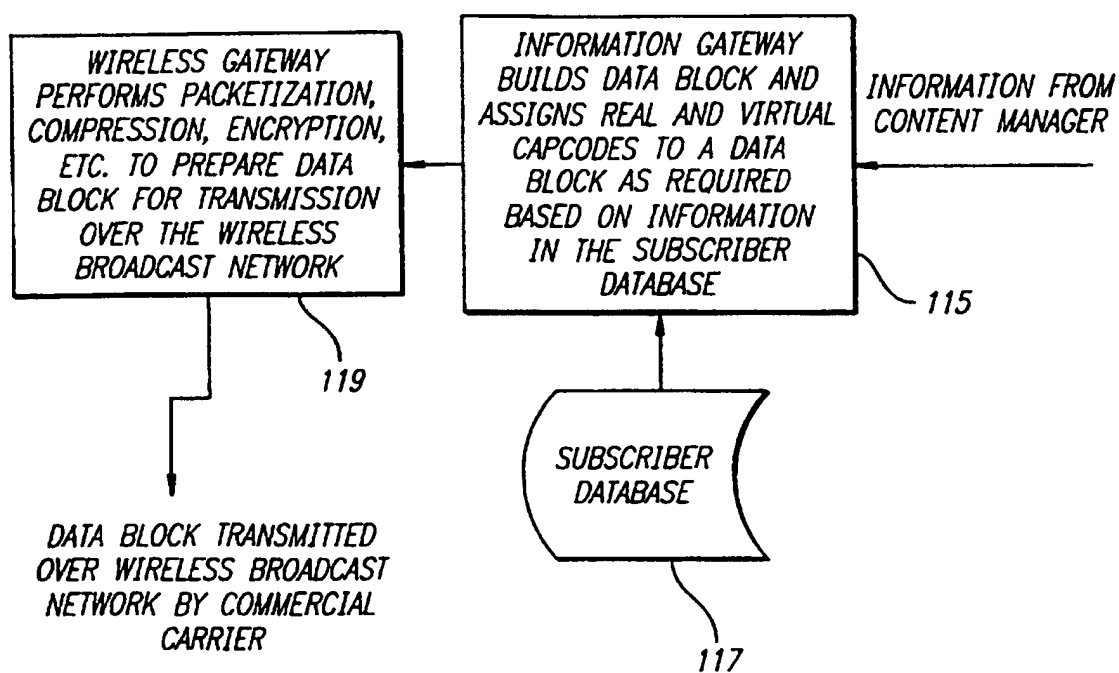 WIRELESS GATEWAY
PERFORMS PACKETIZATION,
COMPRESSION, ENCRYPTION,
ETC. TO PREPARE DATA
BLOCK FOR TRANSMISSION
OVER THE WIRELESS
BROADCAST NETWORK
119
INFORMATION GATEWAY
BUILDS DATA BLOCK AND
ASSIGNS REAL AND VIRTUAL
CAPCODES TO A DATA
BLOCK AS REQUIRED
BASED ON INFORMATION
IN THE SUBSCRIBER
DATABASE
115
INFORMATION FROM
CONTENT MANAGER
SUBSCRIBER
DATABASE
117
DATA BLOCK TRANSMITTED
OVER WIRELESS BROADCAST
NETWORK BY COMMERCIAL
CARRIER